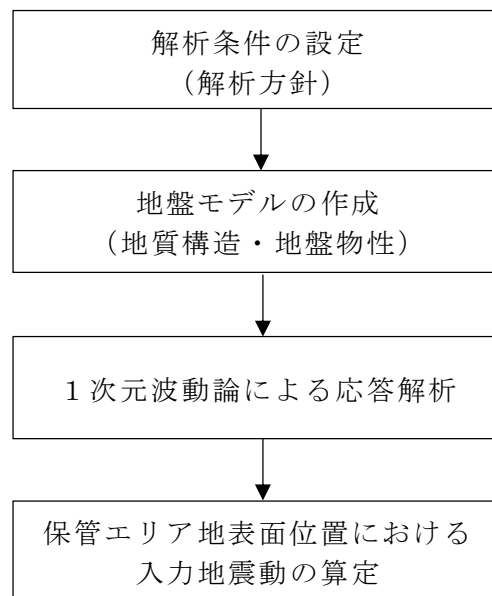 解析条件の設定
（解析方針）
地盤モデルの作成
（地質構造・地盤物性）
１次元波動論による応答解析
保管エリア地表面位置における
入力地震動の算定